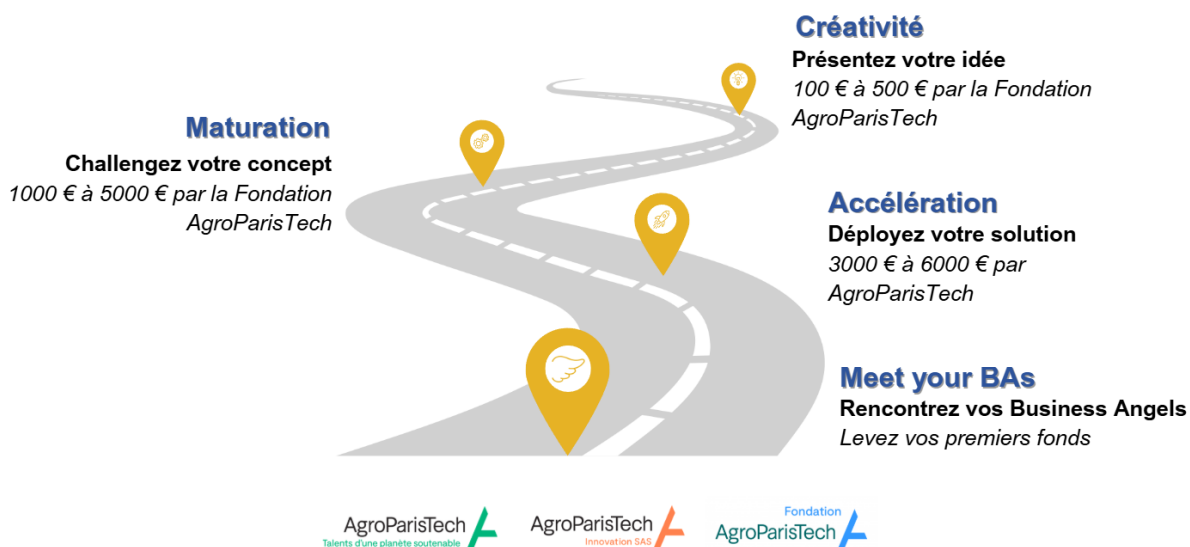 Créativité
Présentez votre idée
100 € à 500 € par la Fondation
AgroParisTech
Maturation
Challengez votre concept
1000 € à 5000 € par la Fondation
AgroParisTech
Accélération
Déployez votre solution
3000 € à 6000 € par
AgroParisTech
Meet your BAs
Rencontrez vos Business Angels
Levez vos premiers fonds
AgroParisTech
Talents d'une planète soutenable
AgroParisTech
Innovation SAS
Fondation
AgroParisTech